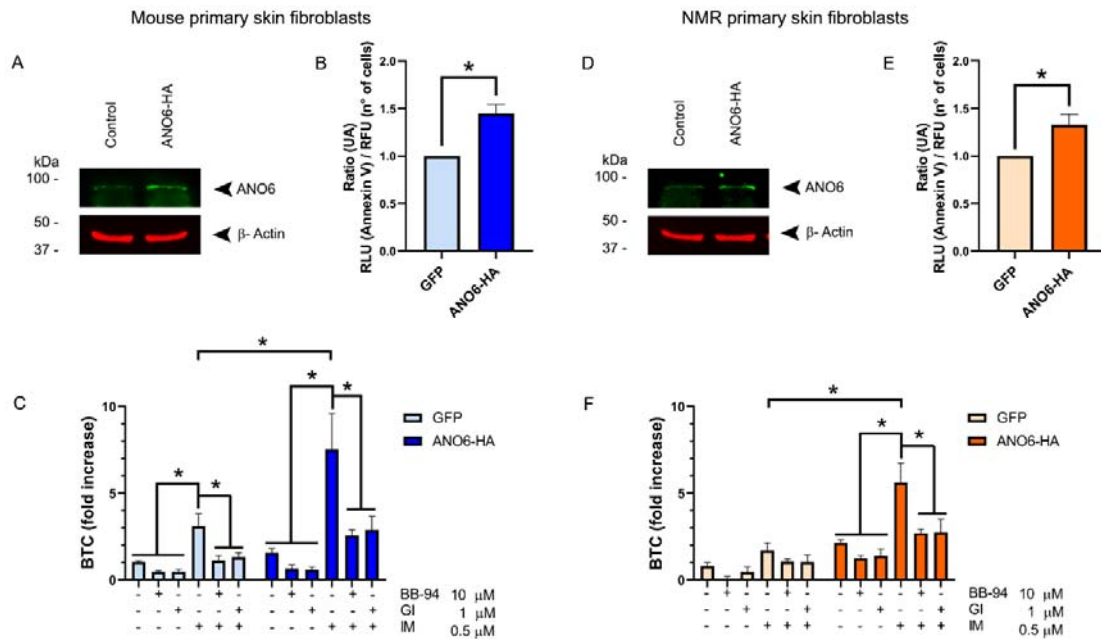 Mouse primary skin fibroblasts
NMR primary skin fibroblasts
A
Control
ANO6-HA
kDa
100 -
ANO6
50 -
37 -
β- Actin
B
Ratio (UA)
RLU (Annexin V) / RFU (n° of cells)
2.0
1.5
1.0
0.5
0.0
*
GFP
ANO6-HA
D
Control
ANO6-HA
kDa
100 -
ANO6
50 -
37 -
β- Actin
E
Ratio (UA)
RLU (Annexin V) / RFU (n° of cells)
2.0
1.5
1.0
0.5
0.0
*
GFP
ANO6-HA
C
BTC (fold increase)
10
5
0
* * * * *
GFP
ANO6-HA
- + - - + - - + - - + - BB-94 10 μM
- - + - - + - - + - - + GI 1 μM
- - - + + + - - - + + + IM 0.5 μM
F
BTC (fold increase)
10
5
0
* * *
GFP
ANO6-HA
- + - - + - - + - - + - BB-94 10 μM
- - + - - + - - + - - + GI 1 μM
- - - + + + - - - + + + IM 0.5 μM